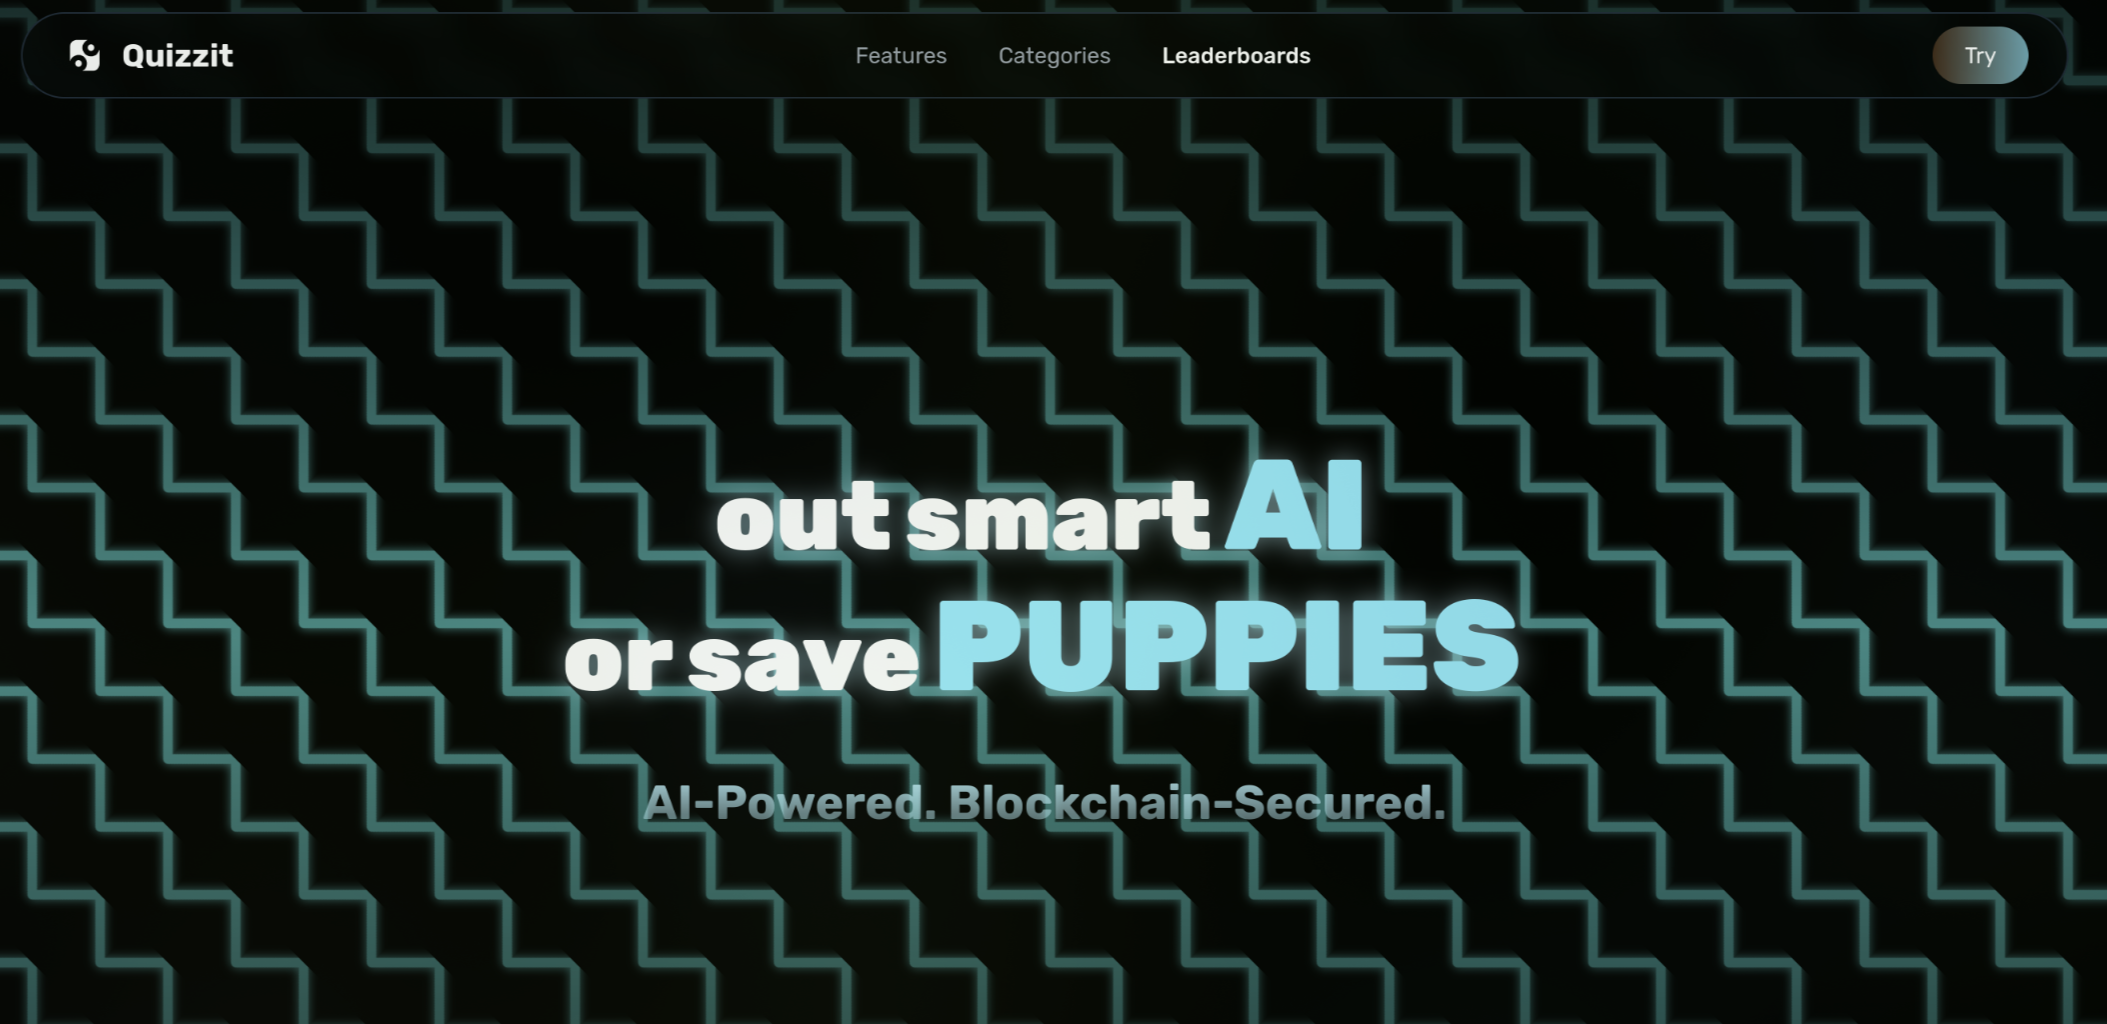 Quizzit
Features Categories Leaderboards
Try
out smart AI
or save PUPPIES
AI-Powered. Blockchain-Secured.